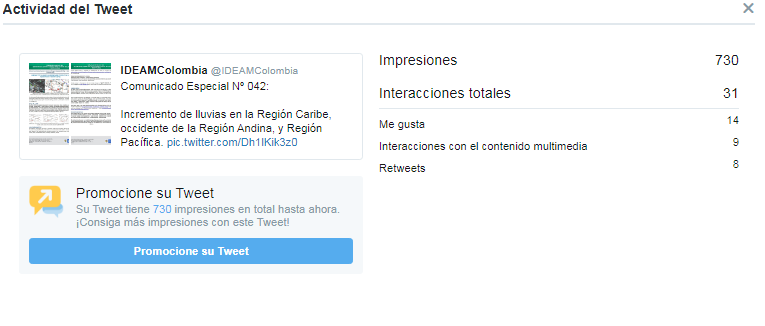 Actividad del Tweet
IDEAMColombia @IDEAMColombia
Comunicado Especial Nº 042:
Incremento de lluvias en la Región Caribe,
occidente de la Región Andina, y Región
Pacífica. pic.twitter.com/Dh1IKik3z0
Promocione su Tweet
Su Tweet tiene 730 impresiones en total hasta ahora.
¡Consiga más impresiones con este Tweet!
Promocione su Tweet
Impresiones 730
Interacciones totales 31
Me gusta 14
Interacciones con el contenido multimedia 9
Retweets 8